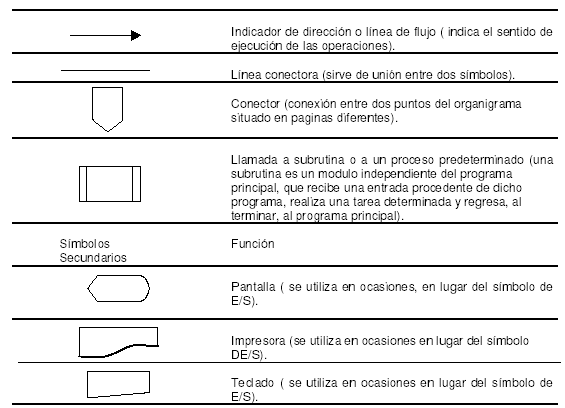 Indicador de dirección o línea de flujo ( indica el sentido de
ejecución de las operaciones).
Línea conectora (sirve de unión entre dos símbolos).
Conector (conexión entre dos puntos del organigrama
situado en paginas diferentes).
Llamada a subrutina o a un proceso predeterminado (una
subrutina es un modulo independiente del programa
principal, que recibe una entrada procedente de dicho
programa, realiza una tarea determinada y regresa, al
terminar, al programa principal).
Símbolos
Secundarios
Función
Pantalla ( se utiliza en ocasiones, en lugar del símbolo de
E/S).
Impresora (se utiliza en ocasiones en lugar del símbolo
DE/S).
Teclado ( se utiliza en ocasiones en lugar del símbolo de
E/S).